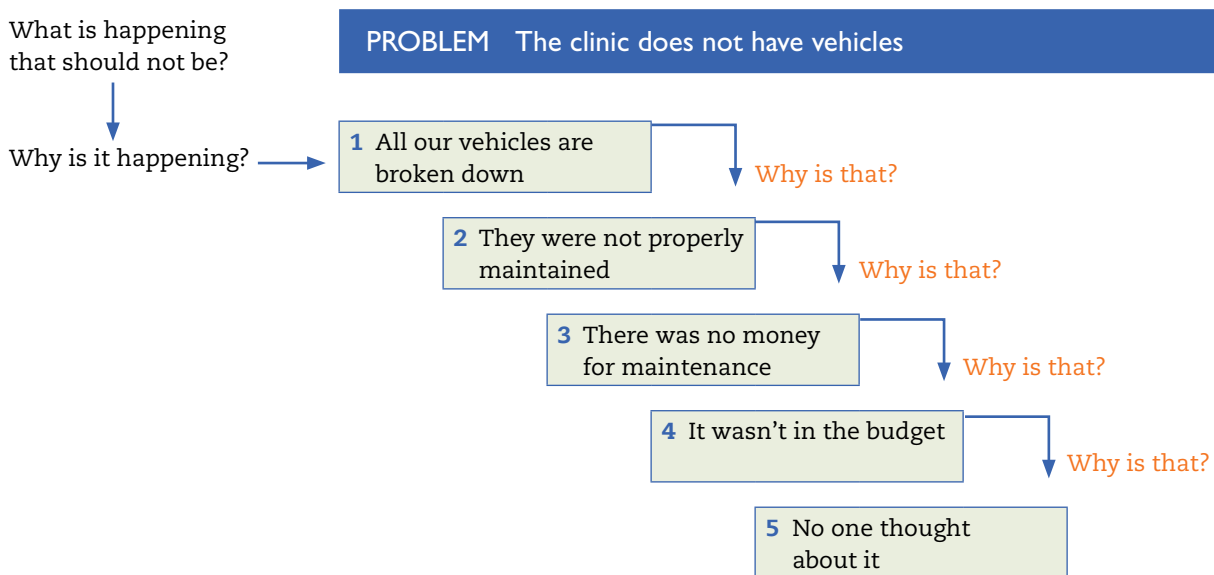 What is happening
that should not be?
PROBLEM The clinic does not have vehicles
Why is it happening?
1 All our vehicles are
broken down
Why is that?
2 They were not properly
maintained
Why is that?
3 There was no money
for maintenance
Why is that?
4 It wasn't in the budget
Why is that?
5 No one thought
about it